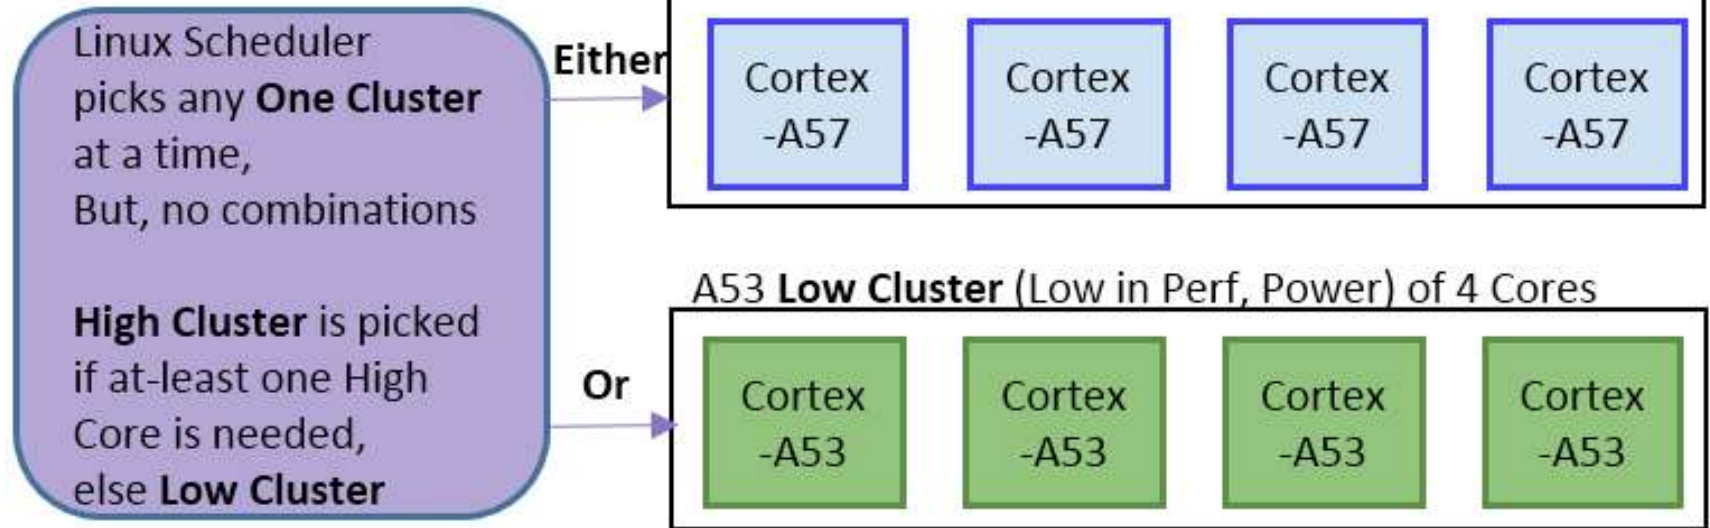 Linux Scheduler
picks any One Cluster
at a time,
But, no combinations
High Cluster is picked
if at-least one High
Core is needed,
else Low Cluster
Either
Cortex
-A57
Cortex
-A57
Cortex
-A57
Cortex
-A57
Or
A53 Low Cluster (Low in Perf, Power) of 4 Cores
Cortex
-A53
Cortex
-A53
Cortex
-A53
Cortex
-A53